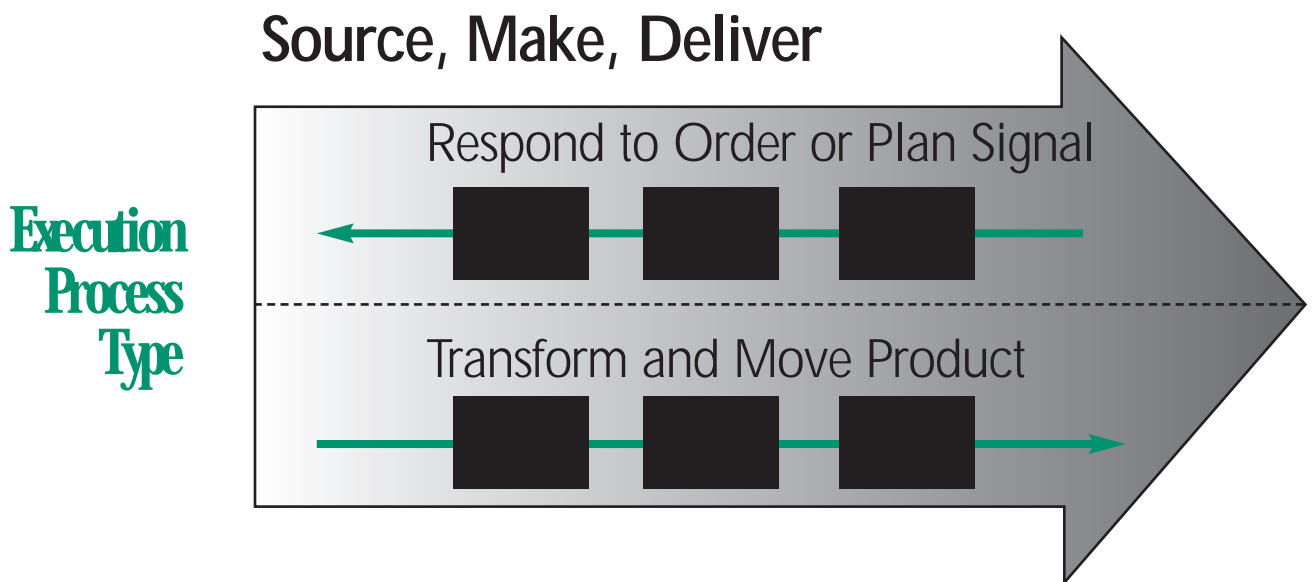 Source, Make, Deliver
Respond to Order or Plan Signal
Execution
Process
Type
Transform and Move Product